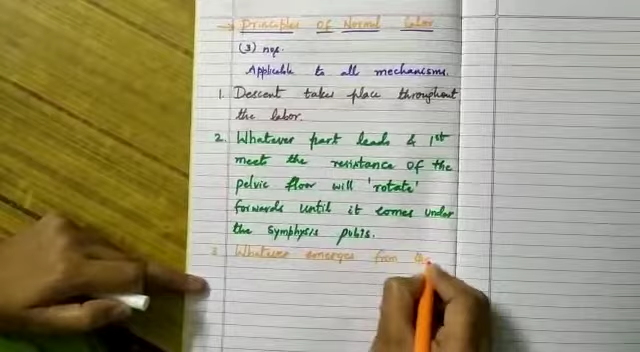 → Principles of Normal labor
(3) nos.
Applicable to all mechanisms.
1. Descent takes place throughout
the labor.
2. Whatever part leads & 1st
meet the resistance of the
pelvic floor will 'rotate'
forwards until it comes under
the symphysis pubis.
3. Whatever emerges from